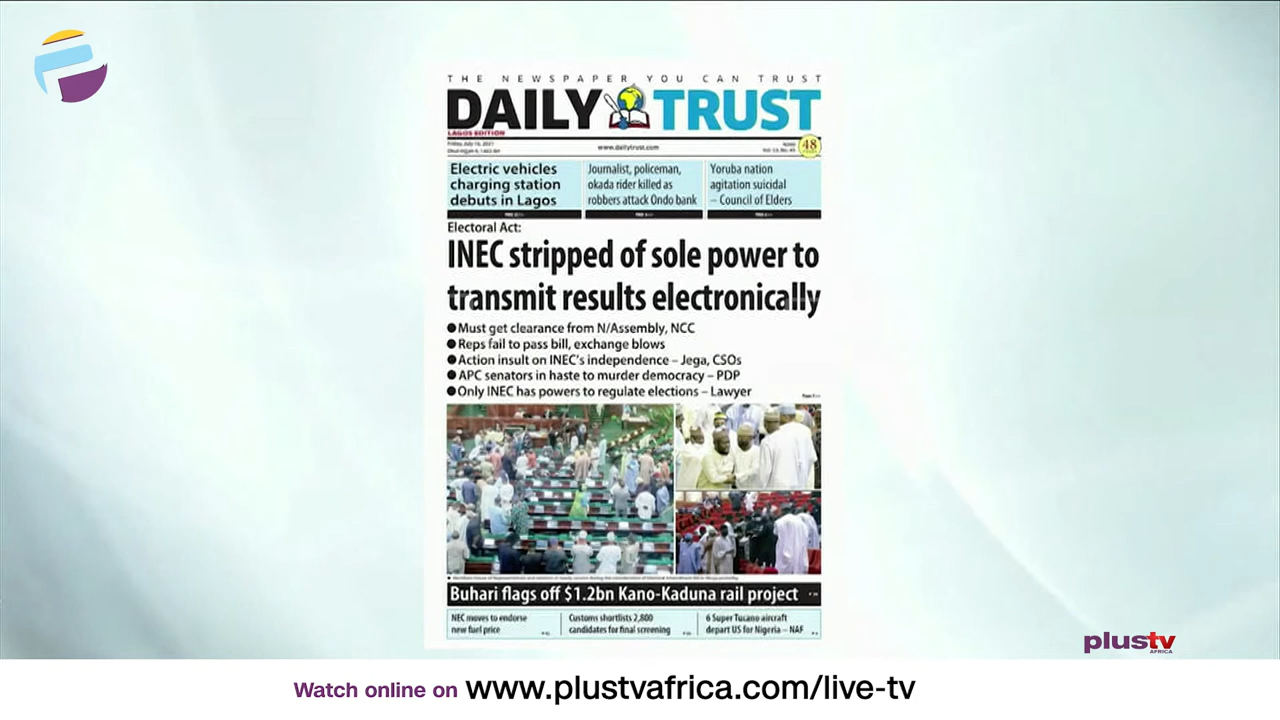 THE NEWSPAPER YOU CAN TRUST
DAILY TRUST
LAGOS EDITION
Friday, July 16, 2021
www.dailytrust.com
48
Electric vehicles
charging station
debuts in Lagos
Journalist, policeman,
okada rider killed as
robbers attack Ondo bank
Yoruba nation
agitation suicidal
– Council of Elders
Electoral Act:
INEC stripped of sole power to
transmit results electronically
●Must get clearance from N/Assembly, NCC
●Reps fail to pass bill, exchange blows
●Action insult on INEC's independence – Jega, CSOs
●APC senators in haste to murder democracy – PDP
●Only INEC has powers to regulate elections – Lawyer
Buhari flags off $1.2bn Kano-Kaduna rail project
NEC moves to endorse
new fuel price
Customs shortlists 2,800
candidates for final screening
6 Super Tucano aircraft
depart US for Nigeria – NAF
plustv
AFRICA
Watch online on www.plustvafrica.com/live-tv